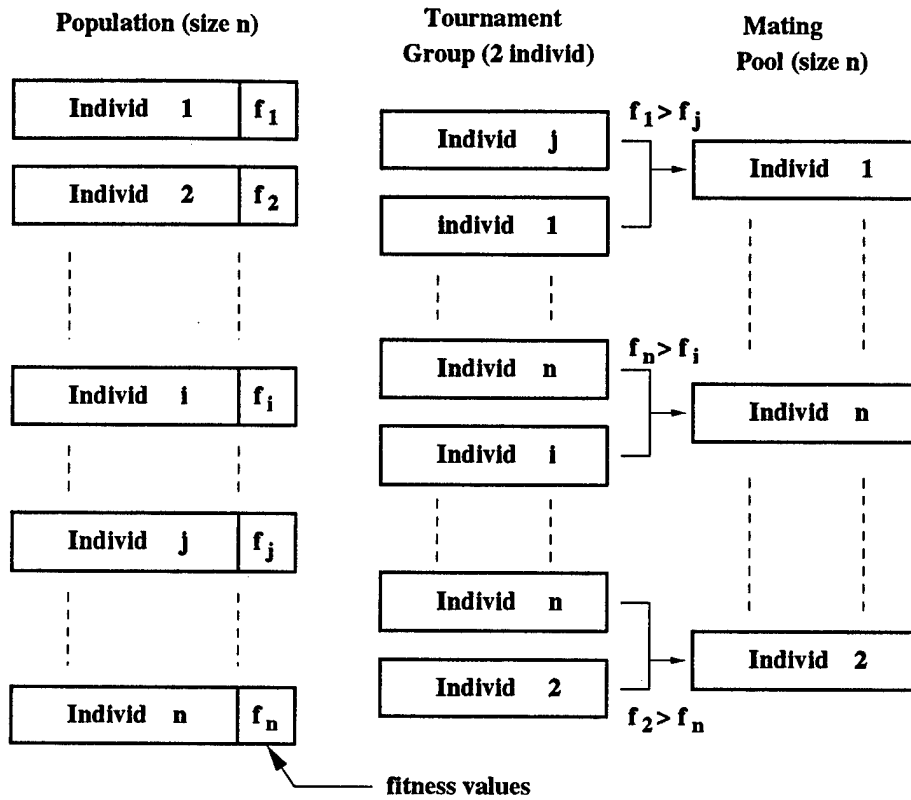 Population (size n)
Individ 1 f1
Individ 2 f2
Individ i fi
Individ j fj
Individ n fn
fitness values
Tournament
Group (2 individ)
Individ j
individ 1
f1 > fj
Individ n
Individ i
fn > fi
Individ n
Individ 2
f2 > fn
Mating
Pool (size n)
Individ 1
Individ n
Individ 2